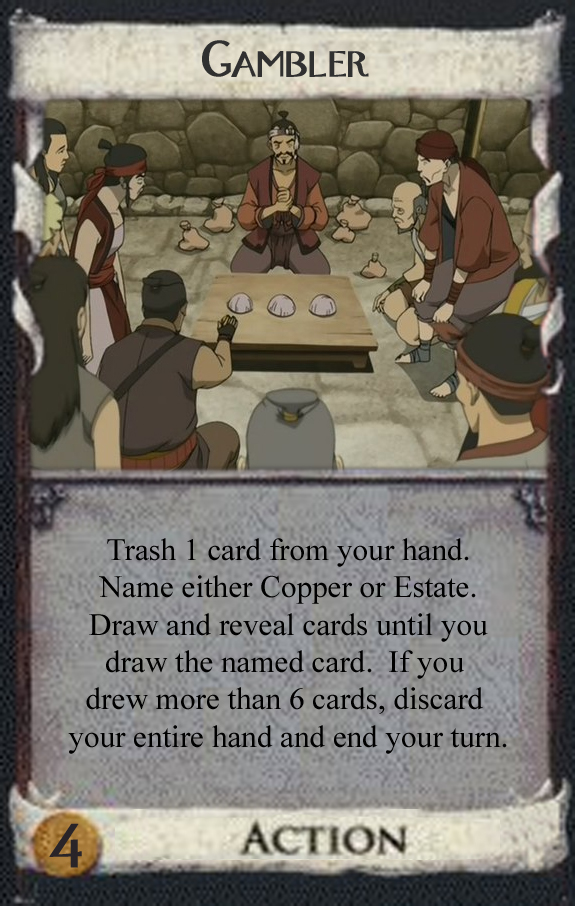 GAMBLER
Trash 1 card from your hand.
Name either Copper or Estate.
Draw and reveal cards until you
draw the named card. If you
drew more than 6 cards, discard
your entire hand and end your turn.
4
ACTION